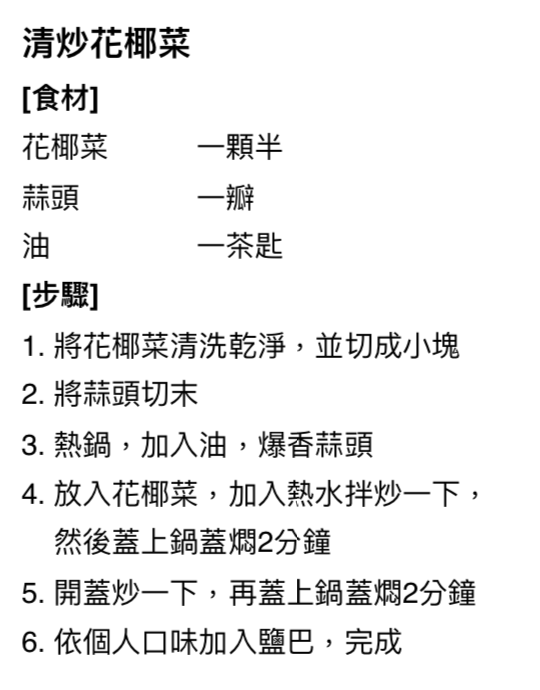 清炒花椰菜
[食材]
花椰菜 一顆半
蒜頭 一瓣
油 一茶匙
[步驟]
1. 將花椰菜清洗乾淨，並切成小塊
2. 將蒜頭切末
3. 熱鍋，加入油，爆香蒜頭
4. 放入花椰菜，加入熱水拌炒一下，
然後蓋上鍋蓋燜2分鐘
5. 開蓋炒一下，再蓋上鍋蓋燜2分鐘
6. 依個人口味加入鹽巴，完成